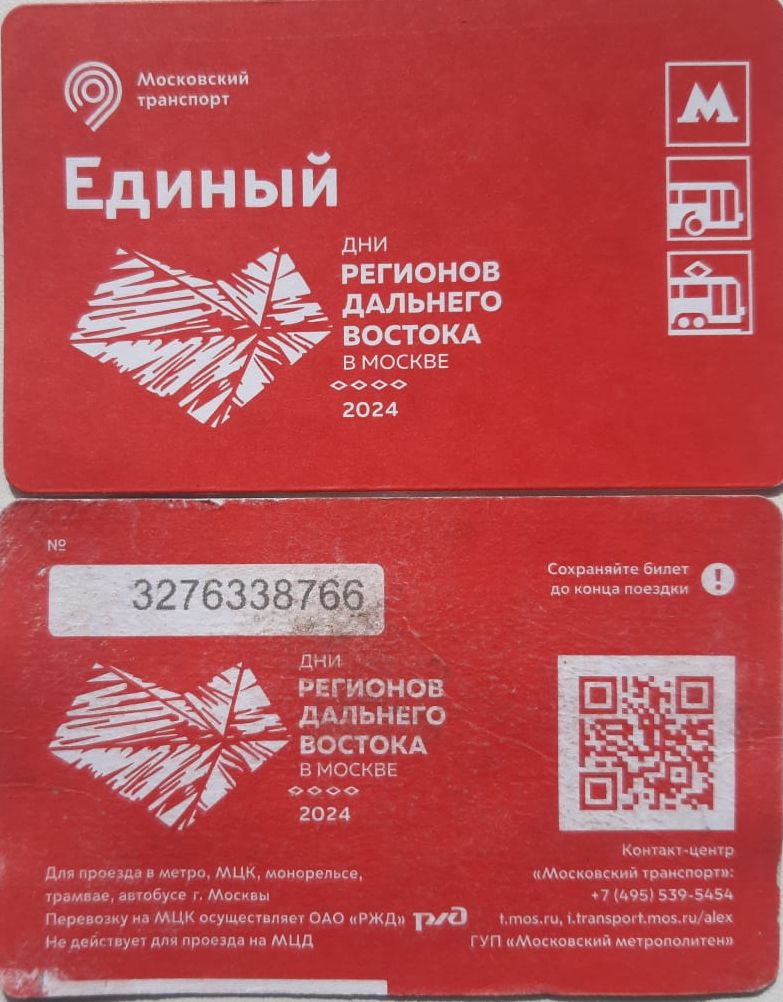 Московский
транспорт
Единый
ДНИ
РЕГИОНОВ
ДАЛЬНЕГО
ВОСТОКА
В МОСКВЕ
2024
М
№
3276338766
Сохраняйте билет
до конца поездки
!
ДНИ
РЕГИОНОВ
ДАЛЬНЕГО
ВОСТОКА
В МОСКВЕ
2024
Для проезда в метро, МЦК, монорельсе,
трамвае, автобусе г. Москвы
Перевозку на МЦК осуществляет ОАО «РЖД» РЖД
Не действует для проезда на МЦД
Контакт-центр
«Московский транспорт»:
+7 (495) 539-5454
t.mos.ru, i.transport.mos.ru/alex
ГУП «Московский метрополитен»